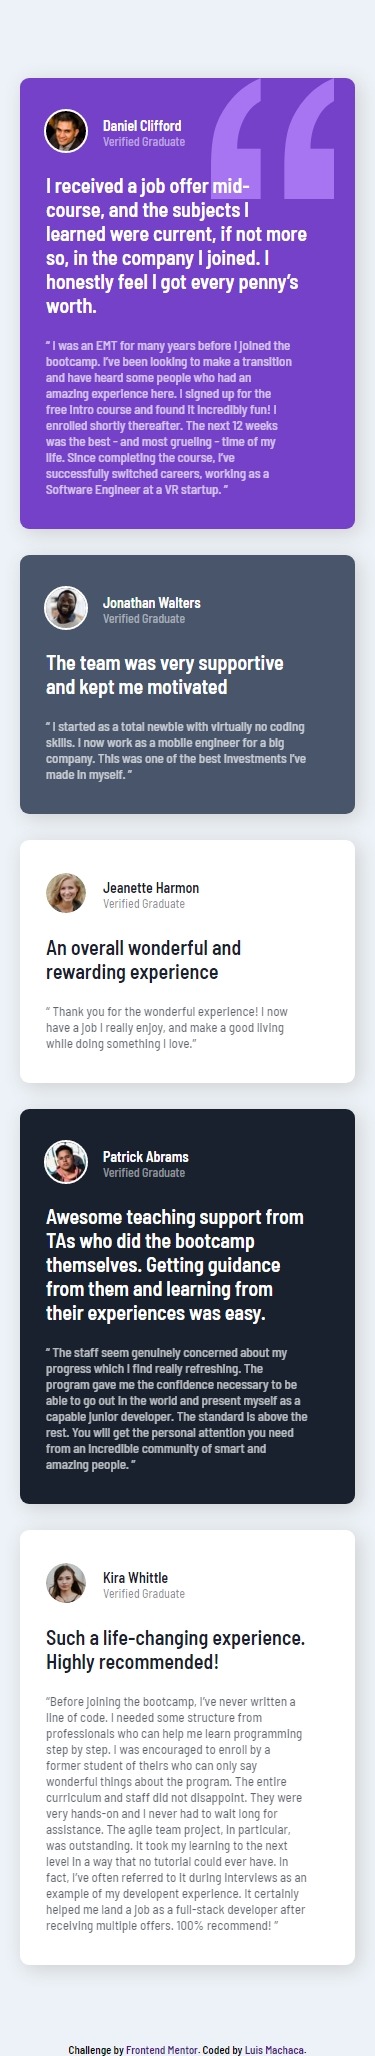 Daniel Clifford
Verified Graduate
I received a job offer mid-
course, and the subjects I
learned were current, if not more
so, in the company I joined. I
honestly feel I got every penny’s
worth.
“ I was an EMT for many years before I joined the
bootcamp. I’ve been looking to make a transition
and have heard some people who had an
amazing experience here. I signed up for the
free intro course and found it incredibly fun! I
enrolled shortly thereafter. The next 12 weeks
was the best - and most grueling - time of my
life. Since completing the course, I’ve
successfully switched careers, working as a
Software Engineer at a VR startup. ”
Jonathan Walters
Verified Graduate
The team was very supportive
and kept me motivated
“ I started as a total newbie with virtually no coding
skills. I now work as a mobile engineer for a big
company. This was one of the best investments I’ve
made in myself. ”
Jeanette Harmon
Verified Graduate
An overall wonderful and
rewarding experience
“ Thank you for the wonderful experience! I now
have a job I really enjoy, and make a good living
while doing something I love.”
Patrick Abrams
Verified Graduate
Awesome teaching support from
TAs who did the bootcamp
themselves. Getting guidance
from them and learning from
their experiences was easy.
“ The staff seem genuinely concerned about my
progress which I find really refreshing. The
program gave me the confidence necessary to be
able to go out in the world and present myself as a
capable junior developer. The standard is above the
rest. You will get the personal attention you need
from an incredible community of smart and
amazing people. ”
Kira Whittle
Verified Graduate
Such a life-changing experience.
Highly recommended!
“Before joining the bootcamp, I’ve never written a
line of code. I needed some structure from
professionals who can help me learn programming
step by step. I was encouraged to enroll by a
former student of theirs who can only say
wonderful things about the program. The entire
curriculum and staff did not disappoint. They were
very hands-on and I never had to wait long for
assistance. The agile team project, in particular,
was outstanding. It took my learning to the next
level in a way that no tutorial could ever have. In
fact, I’ve often referred to it during interviews as an
example of my developent experience. It certainly
helped me land a job as a full-stack developer after
receiving multiple offers. 100% recommend! ”
Challenge by Frontend Mentor. Coded by Luis Machaca.